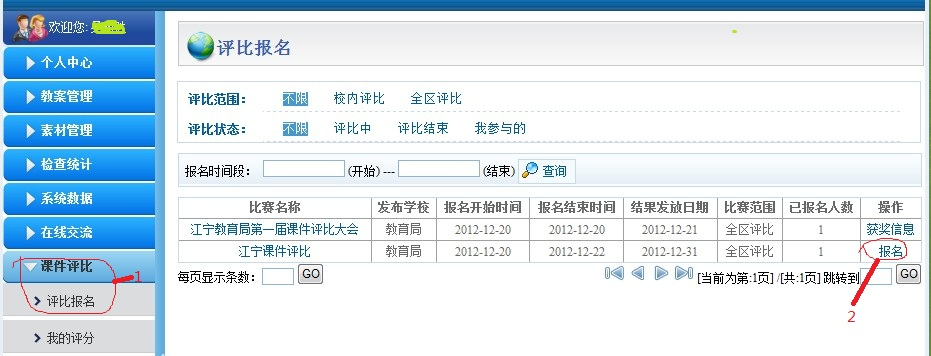 欢迎您:
个人中心
教案管理
素材管理
检查统计
系统数据
在线交流
课件评比
1
评比报名
我的评分
评比报名
评比范围: 不限 校内评比 全区评比
评比状态: 不限 评比中 评比结束 我参与的
报名时间段: (开始) --- (结束) 查询
比赛名称 发布学校 报名开始时间 报名结束时间 结果发放日期 比赛范围 已报名人数 操作
江宁教育局第一届课件评比大会 教育局 2012-12-20 2012-12-20 2012-12-21 全区评比 1 获奖信息
江宁课件评比 教育局 2012-12-20 2012-12-22 2012-12-31 全区评比 1 报名
每页显示条数: GO [当前为第:1页] /[共:1页] 跳转到 GO
2